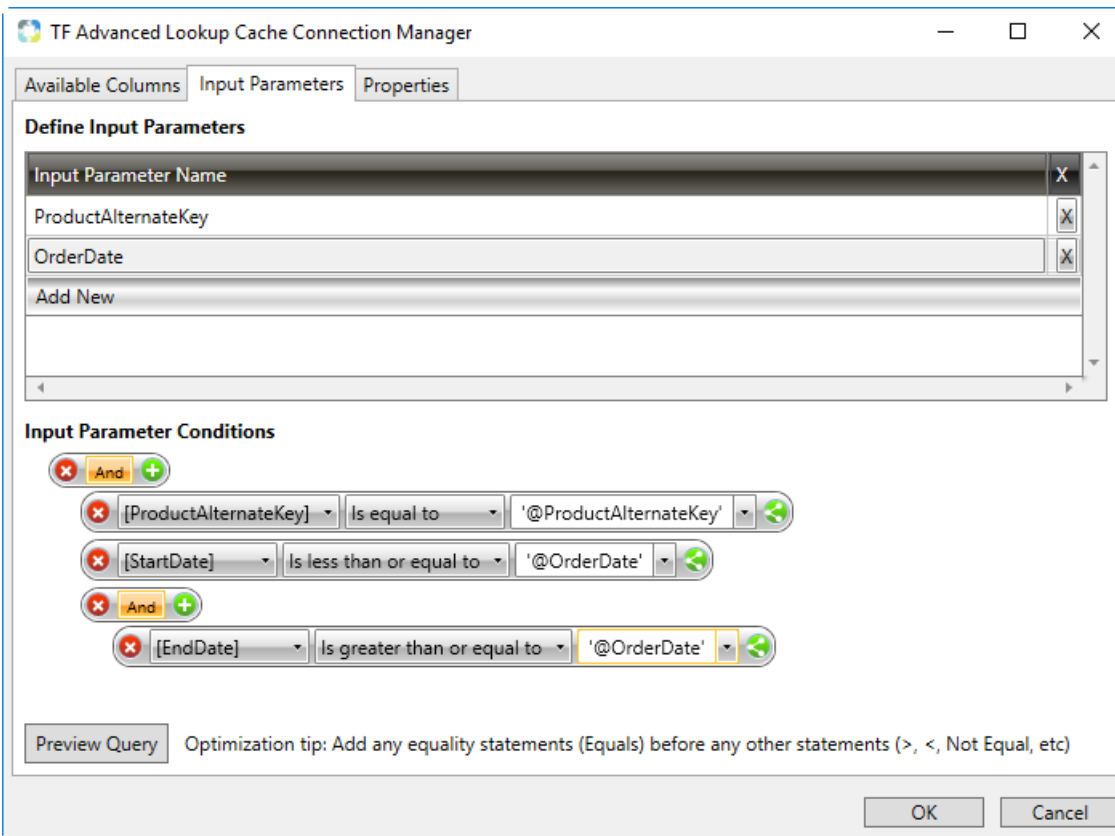 TF Advanced Lookup Cache Connection Manager
Available Columns Input Parameters Properties
Define Input Parameters
Input Parameter Name X
ProductAlternateKey X
OrderDate X
Add New
Input Parameter Conditions
And
[ProductAlternateKey] Is equal to '@ProductAlternateKey'
[StartDate] Is less than or equal to '@OrderDate'
And
[EndDate] Is greater than or equal to '@OrderDate'
Preview Query Optimization tip: Add any equality statements (Equals) before any other statements (>, <, Not Equal, etc)
OK Cancel